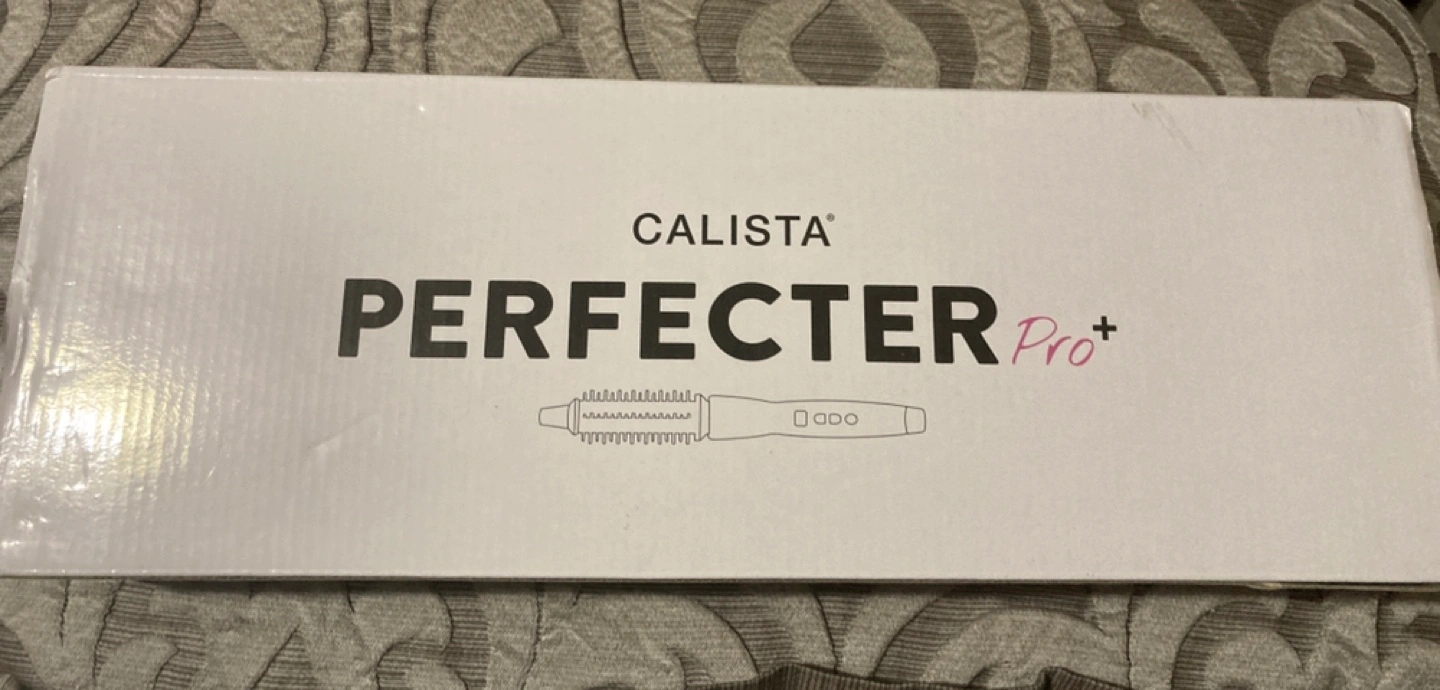 CALISTA®
PERFECTER Pro+